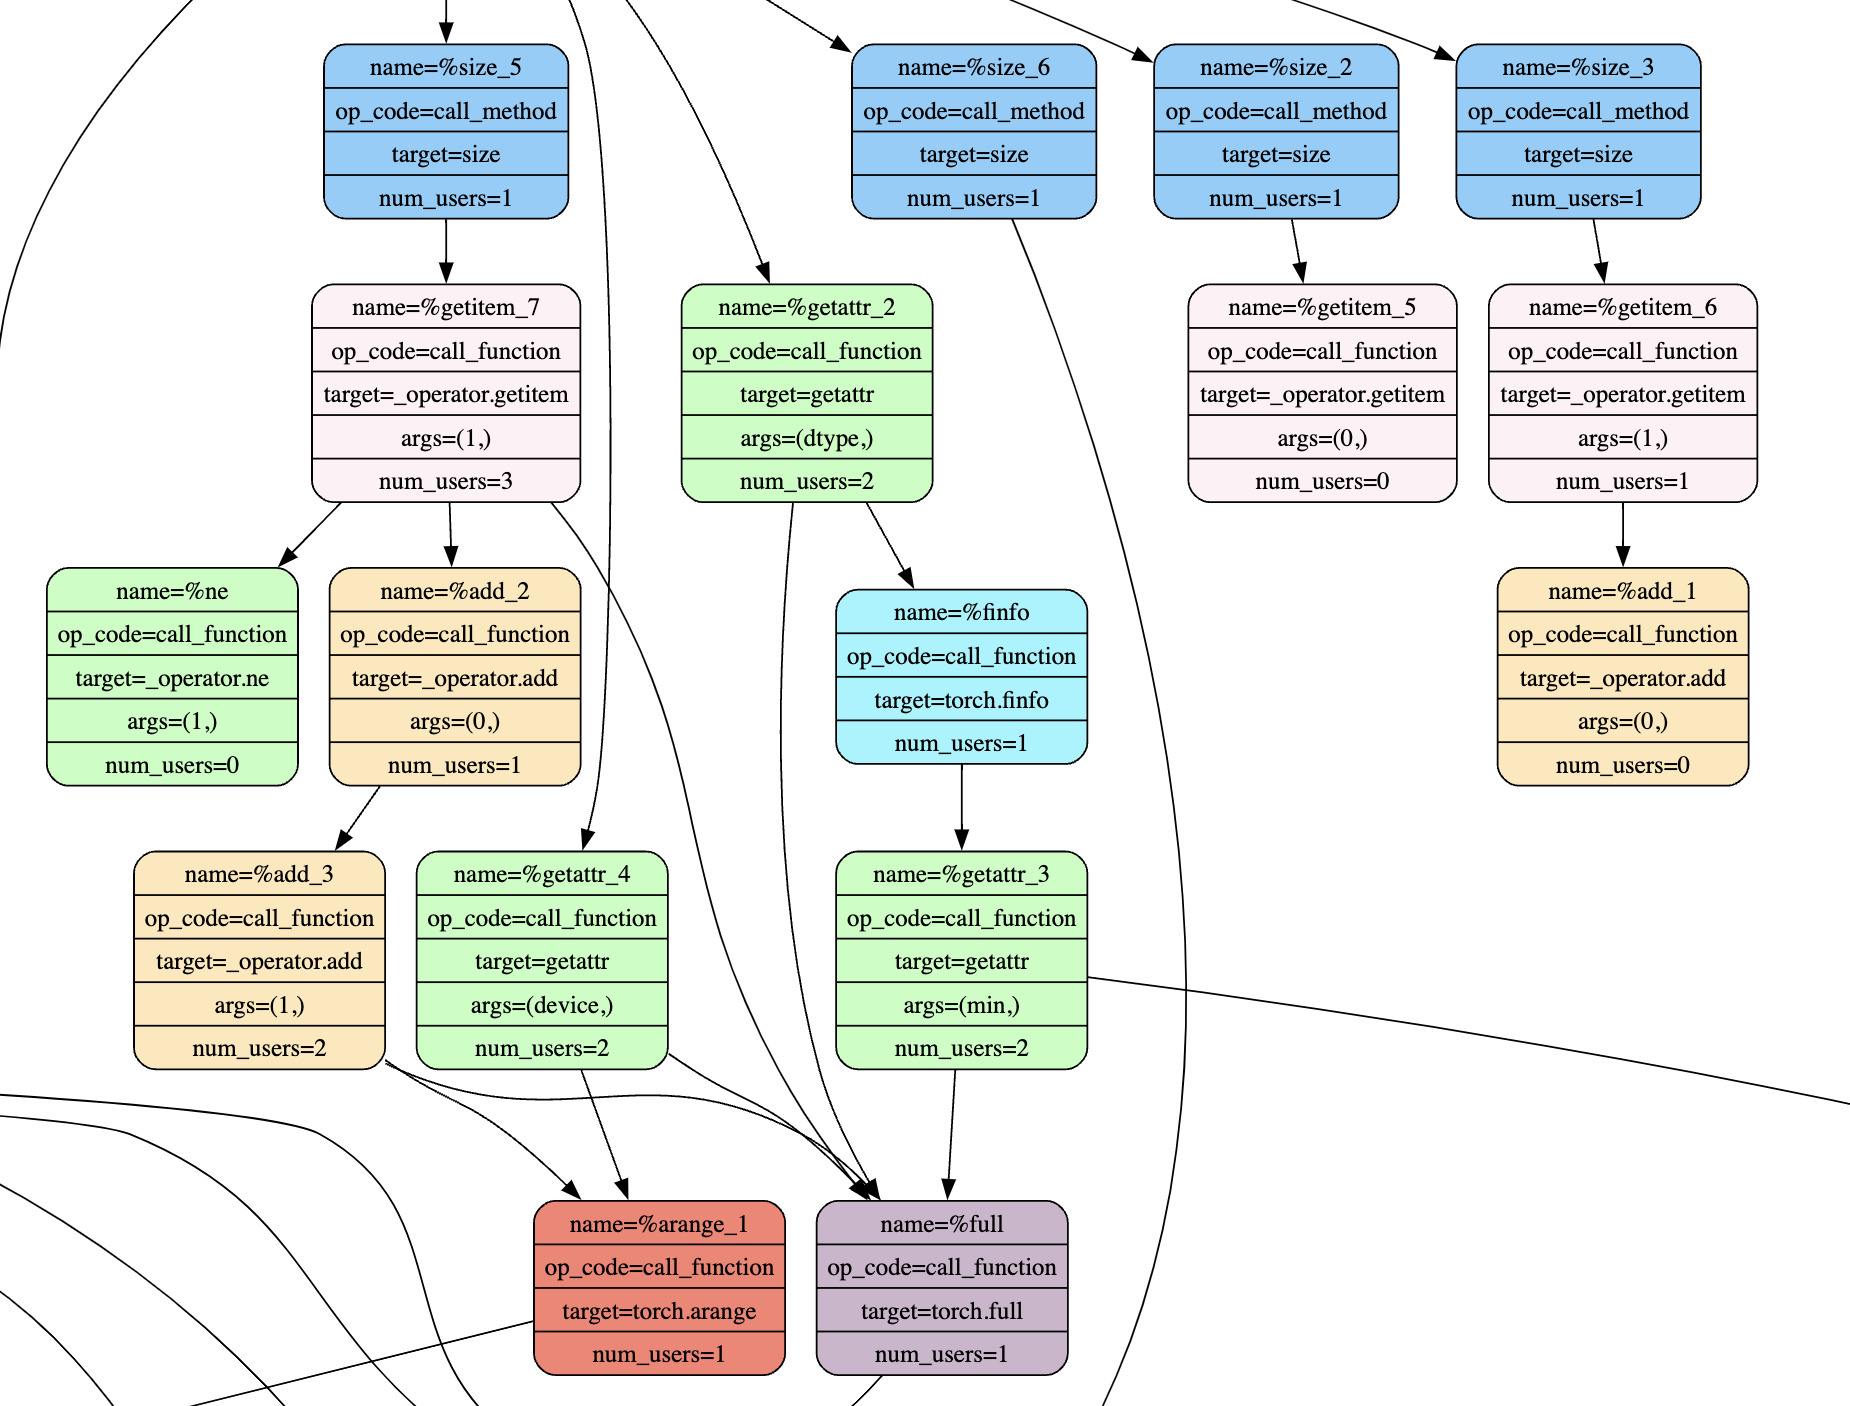 name=%size_5
op_code=call_method
target=size
num_users=1
name=%size_6
op_code=call_method
target=size
num_users=1
name=%size_2
op_code=call_method
target=size
num_users=1
name=%size_3
op_code=call_method
target=size
num_users=1
name=%getitem_7
op_code=call_function
target=_operator.getitem
args=(1,)
num_users=3
name=%getattr_2
op_code=call_function
target=getattr
args=(dtype,)
num_users=2
name=%getitem_5
op_code=call_function
target=_operator.getitem
args=(0,)
num_users=0
name=%getitem_6
op_code=call_function
target=_operator.getitem
args=(1,)
num_users=1
name=%ne
op_code=call_function
target=_operator.ne
args=(1,)
num_users=0
name=%add_2
op_code=call_function
target=_operator.add
args=(0,)
num_users=1
name=%finfo
op_code=call_function
target=torch.finfo
num_users=1
name=%add_1
op_code=call_function
target=_operator.add
args=(0,)
num_users=0
name=%add_3
op_code=call_function
target=_operator.add
args=(1,)
num_users=2
name=%getattr_4
op_code=call_function
target=getattr
args=(device,)
num_users=2
name=%getattr_3
op_code=call_function
target=getattr
args=(min,)
num_users=2
name=%arange_1
op_code=call_function
target=torch.arange
num_users=1
name=%full
op_code=call_function
target=torch.full
num_users=1